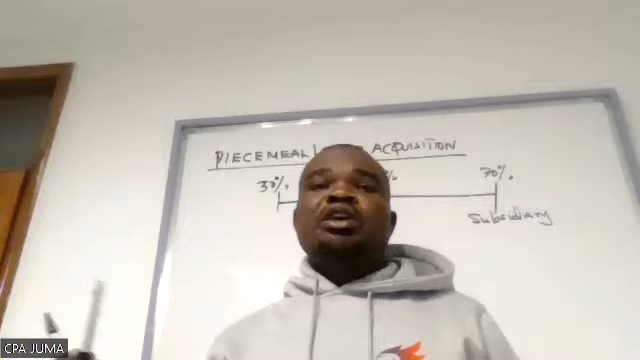 PIECEMEAL ACQUISITION
30% %. 70%.
Subsidiary
CPA JUMA